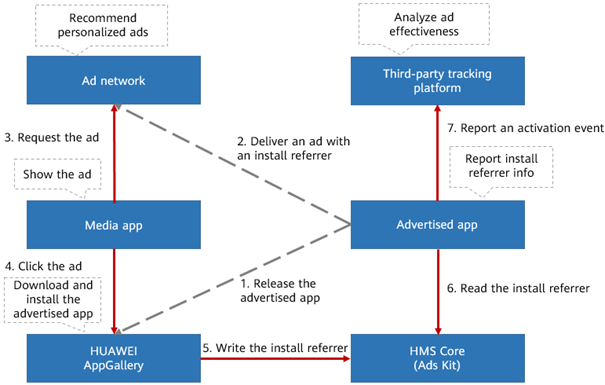 Recommend
personalized ads
Analyze ad
effectiveness
Ad network
Third-party tracking
platform
3. Request the ad
2. Deliver an ad with
an install referrer
7. Report an activation event
Show the ad
Report install
referrer info
Media app
Advertised app
4. Click the ad
Download and
install the
advertised app
1. Release the
advertised app
6. Read the install referrer
HUAWEI
AppGallery
5. Write the install referrer
HMS Core
(Ads Kit)